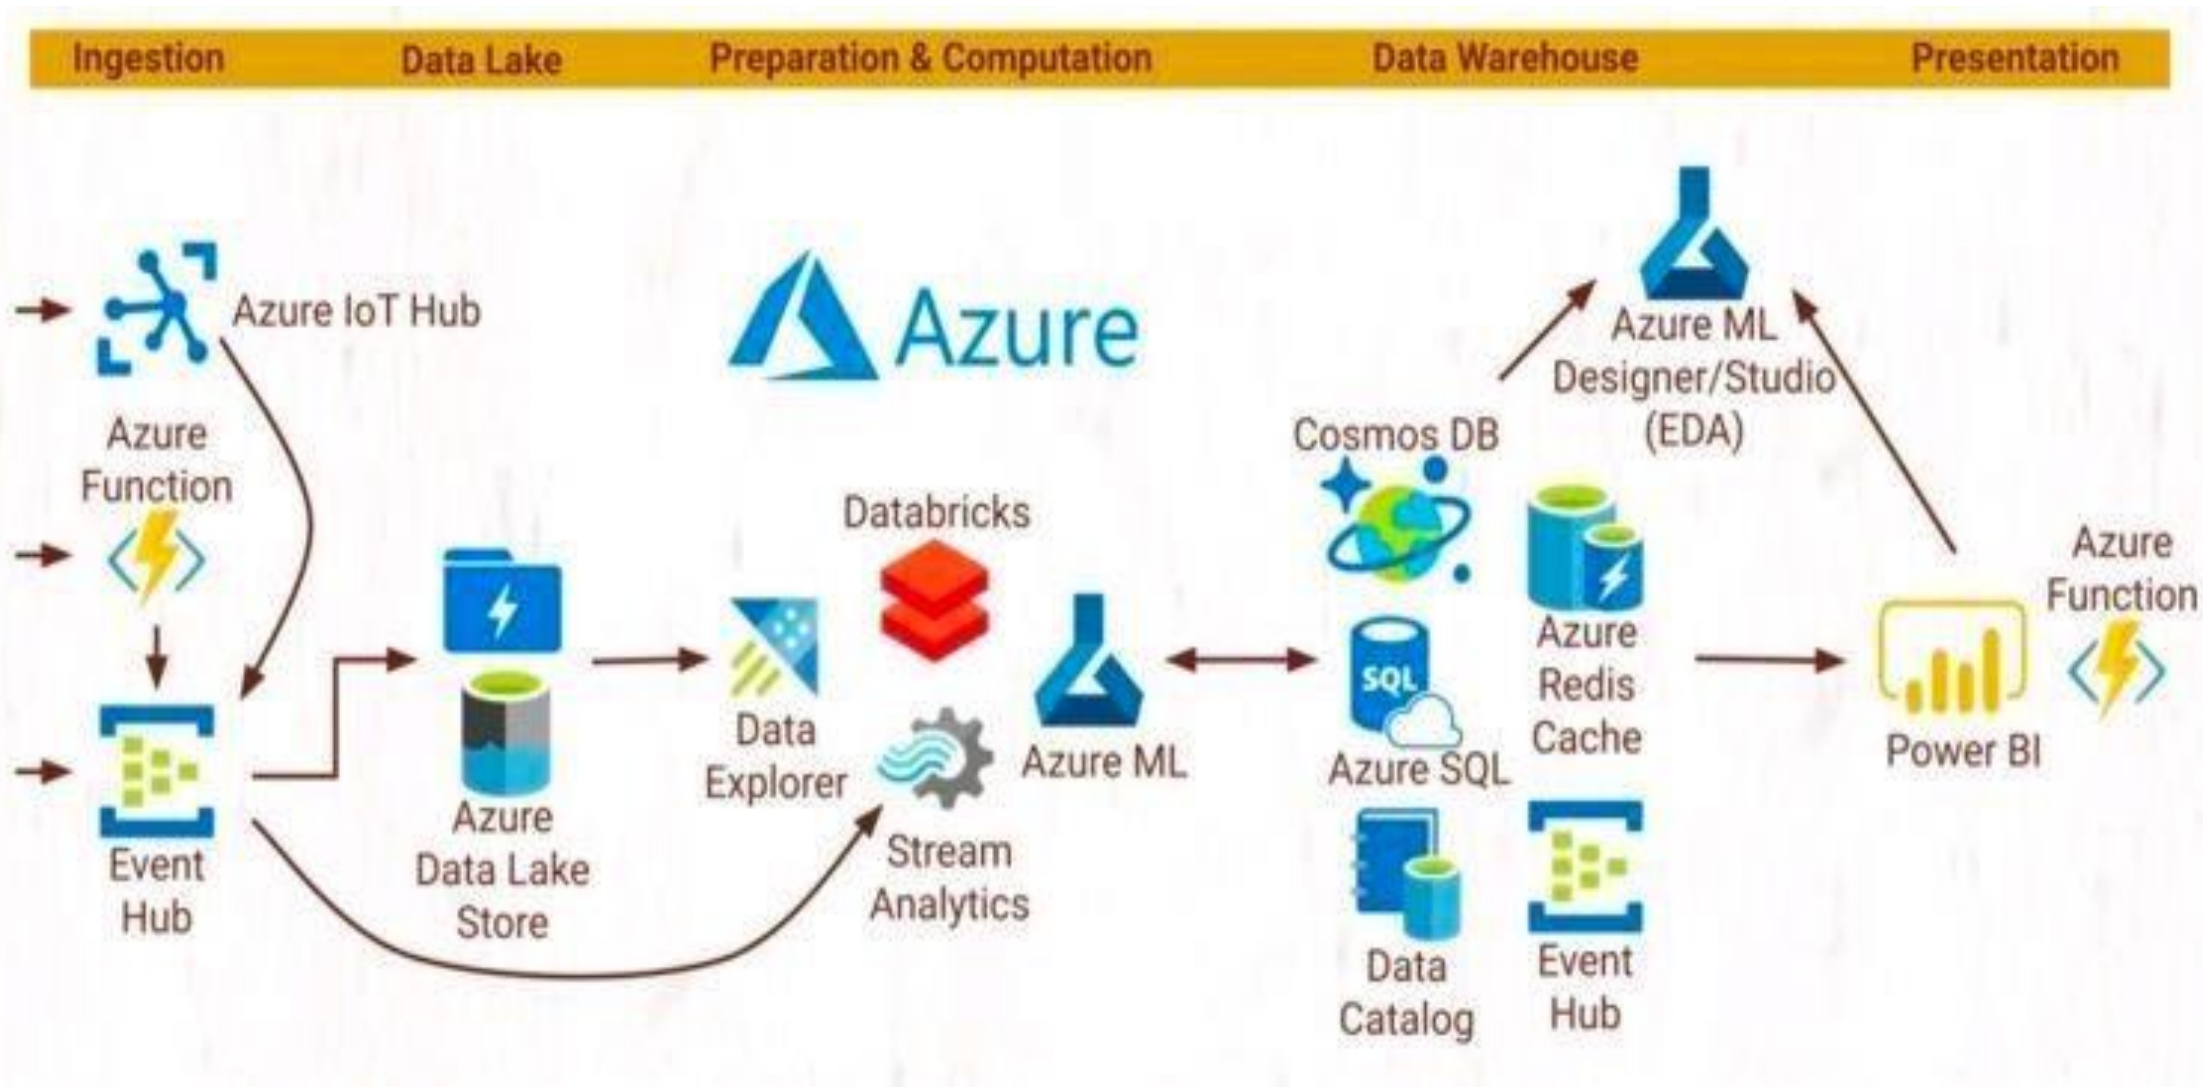 Ingestion
Data Lake
Preparation & Computation
Data Warehouse
Presentation
Azure IoT Hub
Azure
Function
Event
Hub
Azure
Data Lake
Store
Azure
Databricks
Data
Explorer
Azure ML
Stream
Analytics
Azure ML
Designer/Studio
(EDA)
Cosmos DB
SQL
Azure SQL
Azure
Redis
Cache
Data
Catalog
Event
Hub
Power BI
Azure
Function